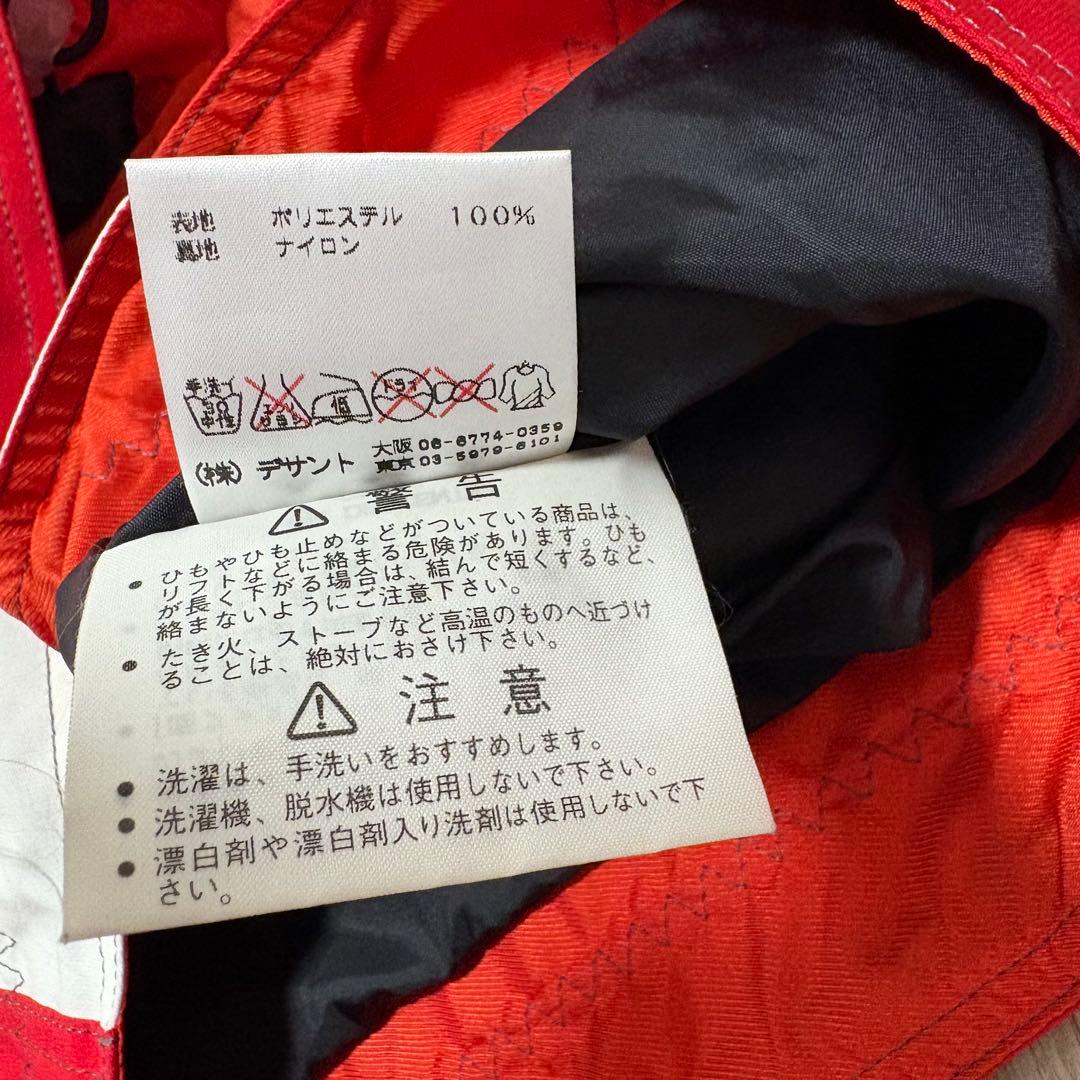 表地 ポリエステル 100%
裏地 ナイロン
手洗イ
30
中性
エンソ
サラシ
低
ドライ
(株) デサント 大阪 06-6774-0359
東京 03-5979-6101
警告
• ひもやひも止めなどがついている商品は、
リフトなどに絡まる危険があります。ひも
が長く下がる場合は、結んで短くするなど、
絡まないようにご注意下さい。
• たき火、ストーブなど高温のものへ近づけ
ることは、絶対におさけ下さい。
注意
• 洗濯は、手洗いをおすすめします。
• 洗濯機、脱水機は使用しないで下さい。
• 漂白剤や漂白剤入り洗剤は使用しないで下
さい。